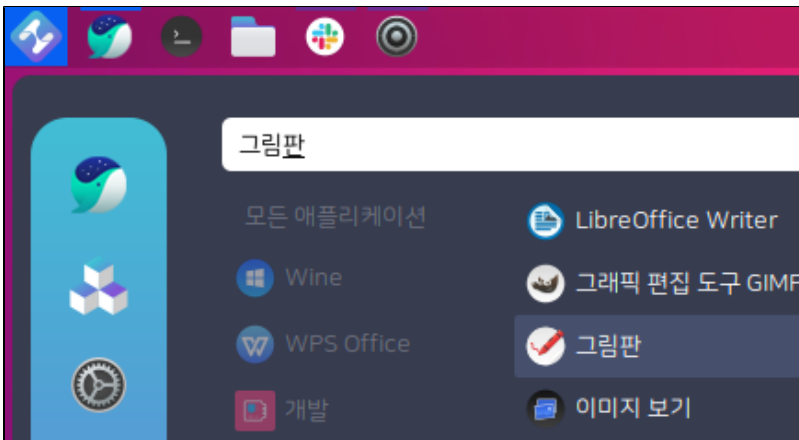 그림판
모든 애플리케이션
Wine
WPS Office
개발
LibreOffice Writer
그래픽 편집 도구 GIMP
그림판
이미지 보기